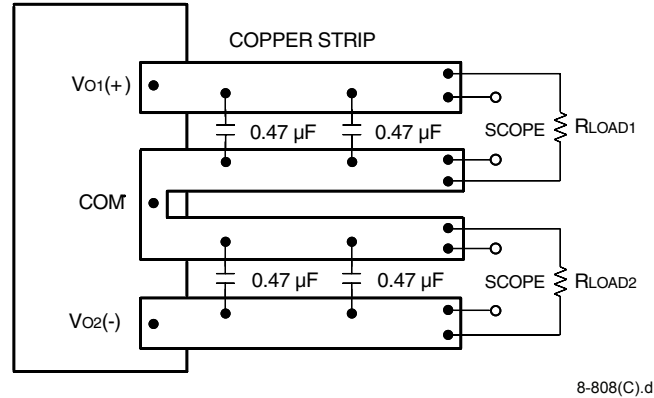 COPPER STRIP
VO1(+)
0.47 µF
0.47 µF
SCOPE
RLOAD1
COM
0.47 µF
0.47 µF
SCOPE
RLOAD2
VO2(-)
8-808(C).d